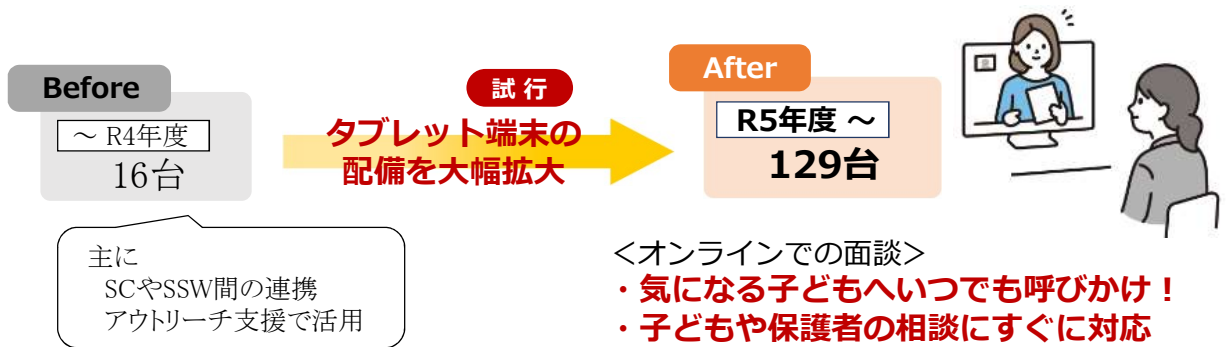 Before
～ R4年度
16台
試 行
タブレット端末の
配備を大幅拡大
After
R5年度 ～
129台
主に
SCやSSW間の連携
アウトリーチ支援で活用
＜オンラインでの面談＞
・気になる子どもへいつでも呼びかけ！
・子どもや保護者の相談にすぐに対応